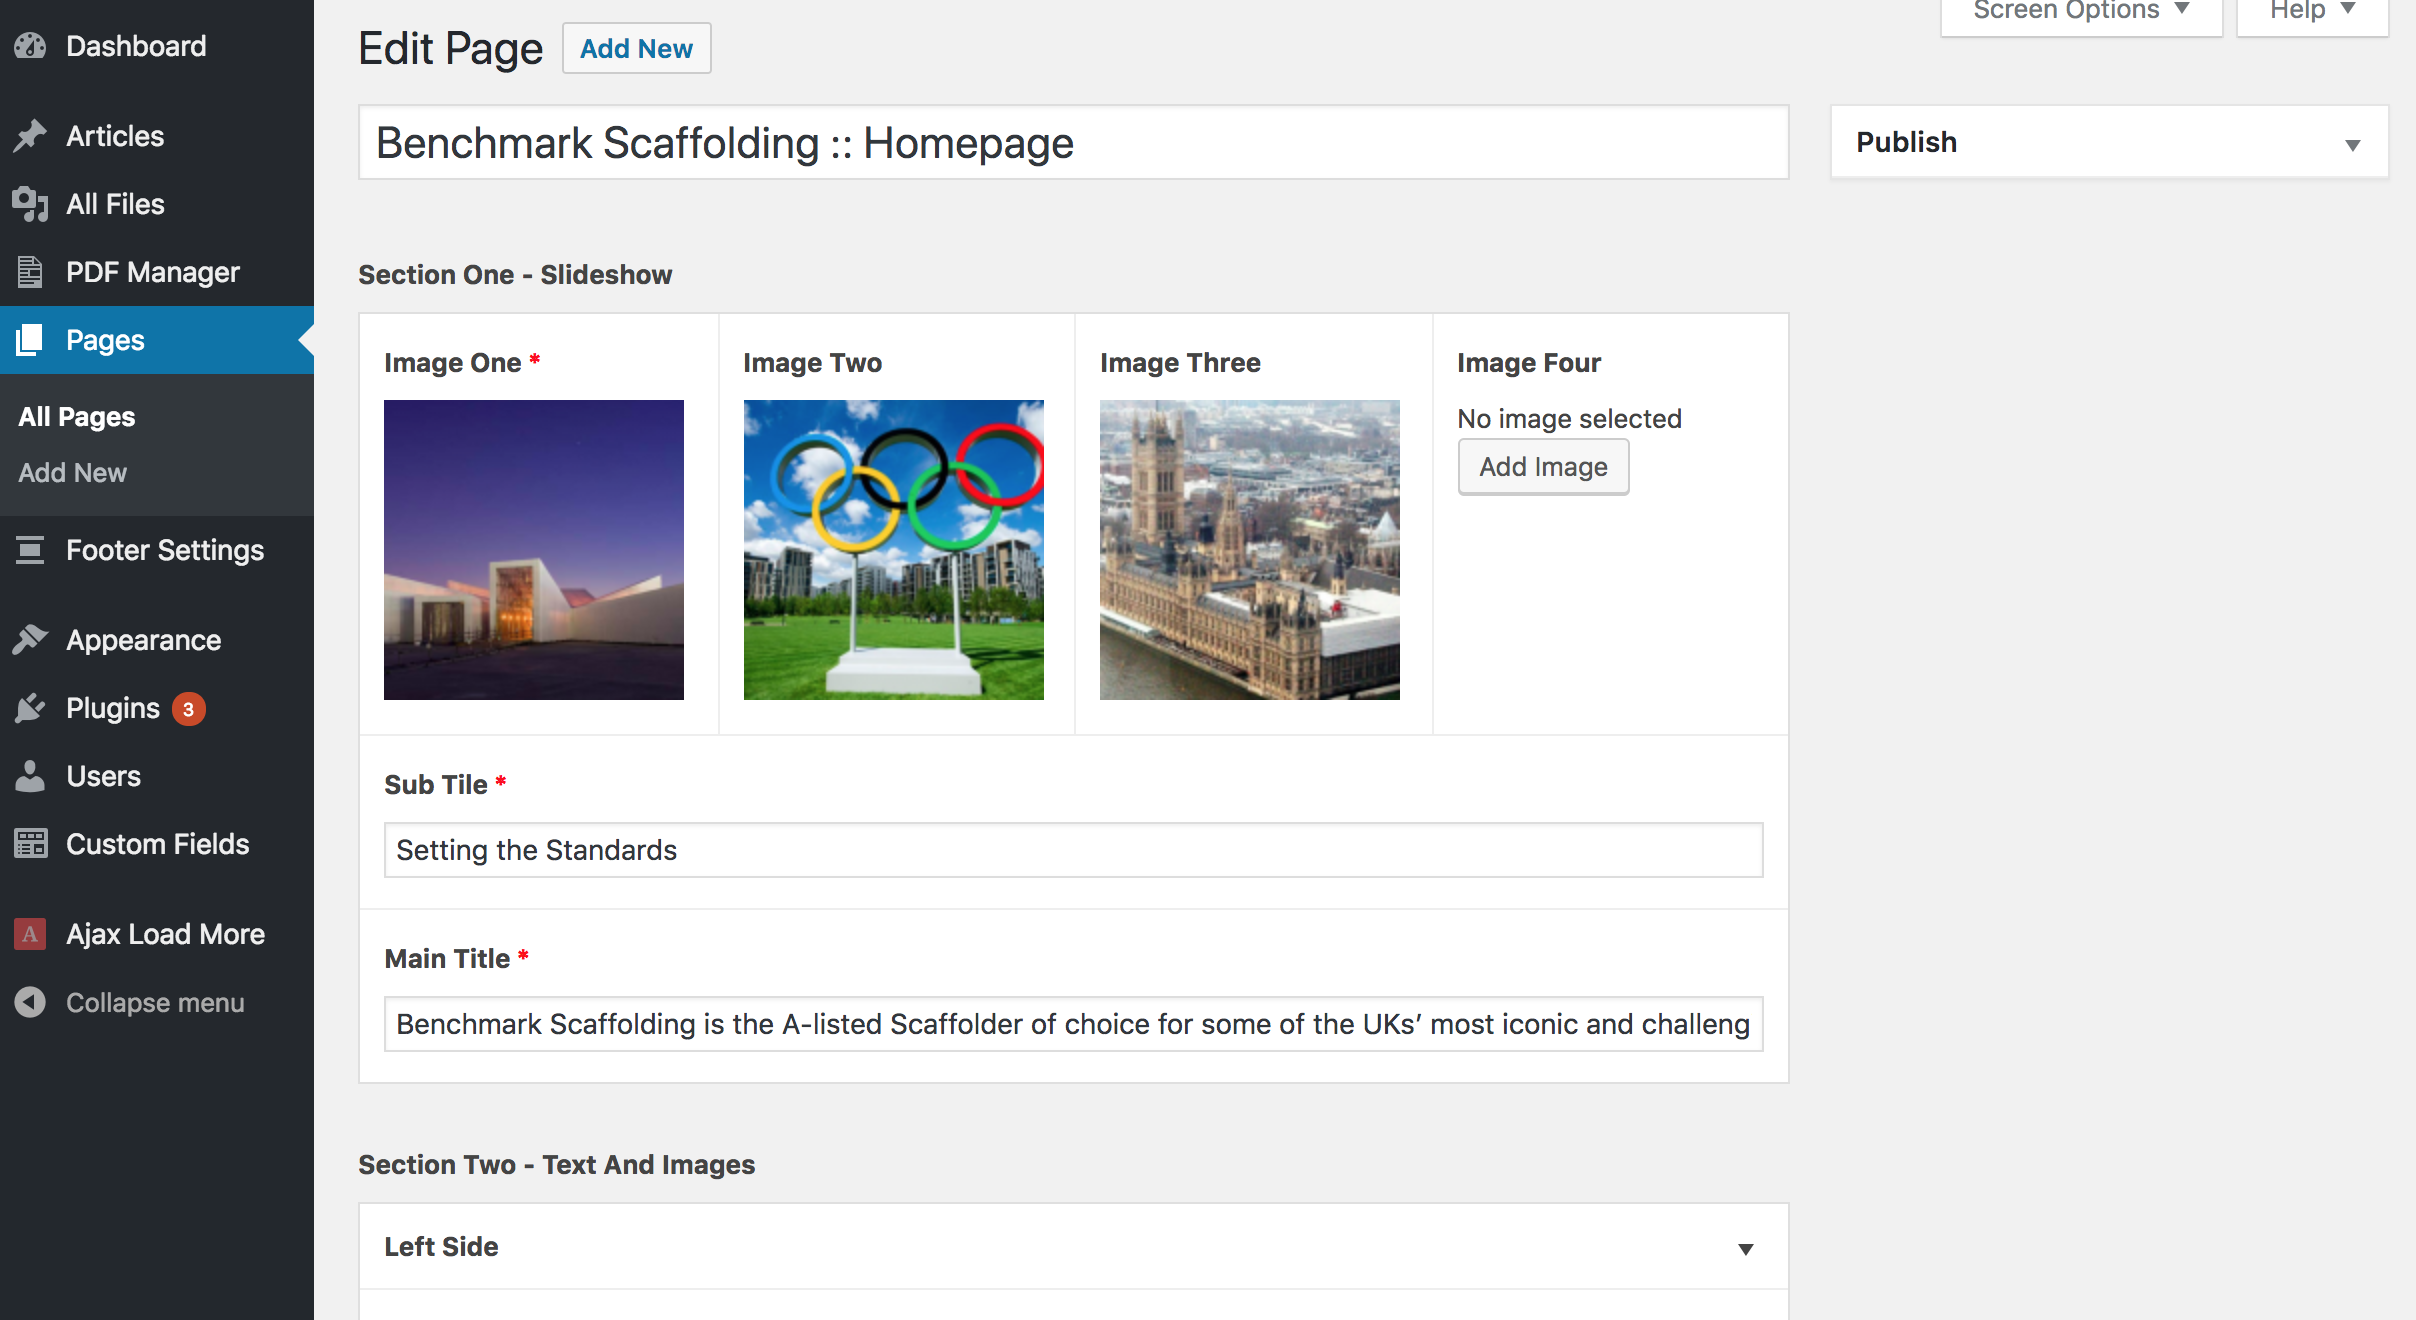 Dashboard
Articles
All Files
PDF Manager
Pages
All Pages
Add New
Footer Settings
Appearance
Plugins 3
Users
Custom Fields
A Ajax Load More
Collapse menu
Screen Options
Help
Edit Page
Add New
Benchmark Scaffolding :: Homepage
Publish
Section One - Slideshow
Image One *
Image Two
Image Three
Image Four
No image selected
Add Image
Sub Tile *
Setting the Standards
Main Title *
Benchmark Scaffolding is the A-listed Scaffolder of choice for some of the UKs’ most iconic and challeng
Section Two - Text And Images
Left Side